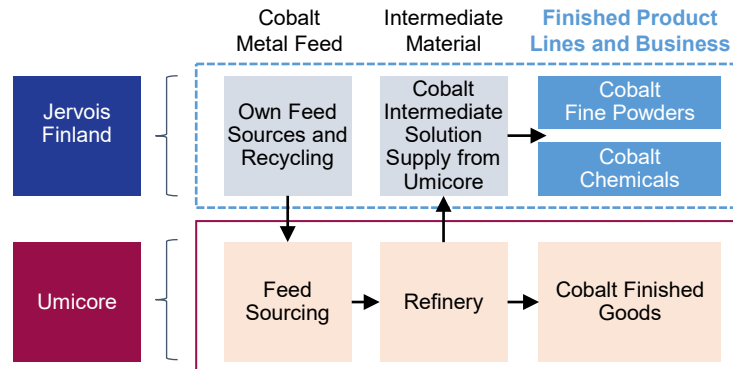 Cobalt
Metal Feed
Intermediate
Material
Finished Product
Lines and Business
Jervois
Finland
Own Feed
Sources and
Recycling
Cobalt
Intermediate
Solution
Supply from
Umicore
Cobalt
Fine Powders
Cobalt
Chemicals
Umicore
Feed
Sourcing
Refinery
Cobalt Finished
Goods